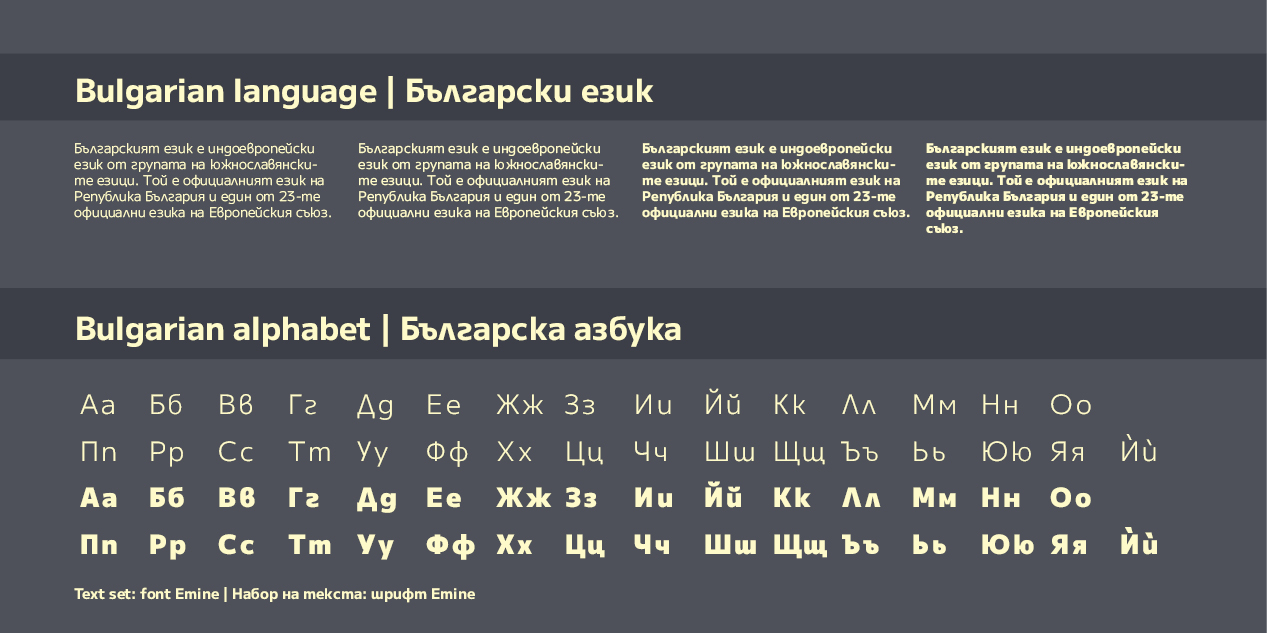 Bulgarian language | Български език
Българският език е индоевропейски
език от групата на южнославянски-
те езици. Той е официалният език на
Република България и един от 23-те
официални езика на Европейския съюз.
Българският език е индоевропейски
език от групата на южнославянски-
те езици. Той е официалният език на
Република България и един от 23-те
официални езика на Европейския съюз.
Българският език е индоевропейски
език от групата на южнославянски-
те езици. Той е официалният език на
Република България и един от 23-те
официални езика на Европейския съюз.
Българският език е индоевропейски
език от групата на южнославянски-
те езици. Той е официалният език на
Република България и един от 23-те
официални езика на Европейския
съюз.
Bulgarian alphabet | Българска азбука
Аа Бб Вв Гг Дд Ее Жж Зз Ии Йй Кк Лл Мм Нн Оо
Пп Рр Сс Тт Уу Фф Хх Цц Чч Шш Щщ Ъъ Ьь Юю Яя Ѝѝ
Аа Бб Вв Гг Дд Ее Жж Зз Ии Йй Кк Лл Мм Нн Оо
Пп Рр Сс Тт Уу Фф Хх Цц Чч Шш Щщ Ъъ Ьь Юю Яя Ѝѝ
Text set: font Emine | Набор на текста: шрифт Emine